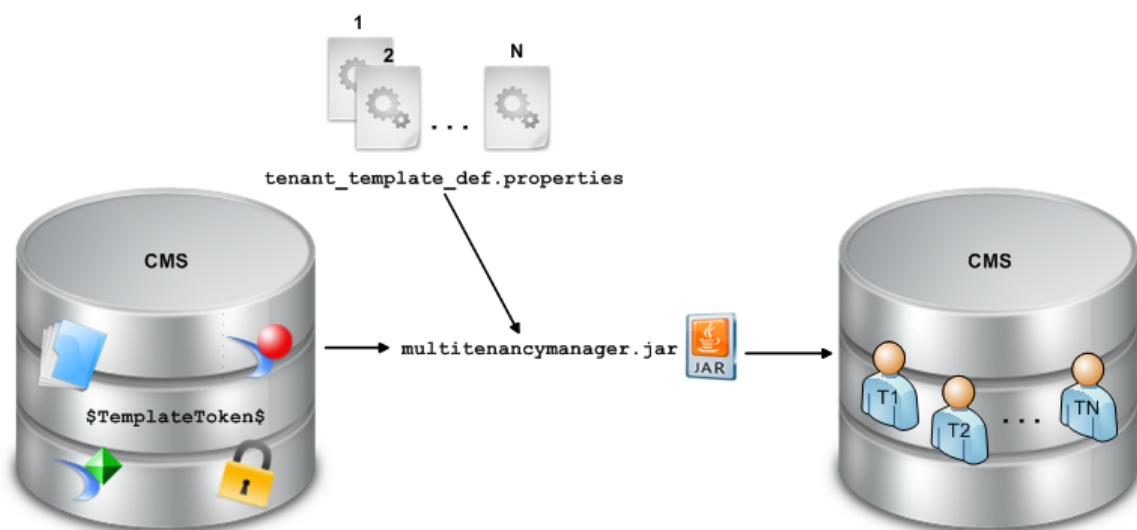 1
2
N
...
tenant_template_def.properties
CMS
CMS
multitenancymanager.jar
JAR
$TemplateToken$
T1
T2
...
TN